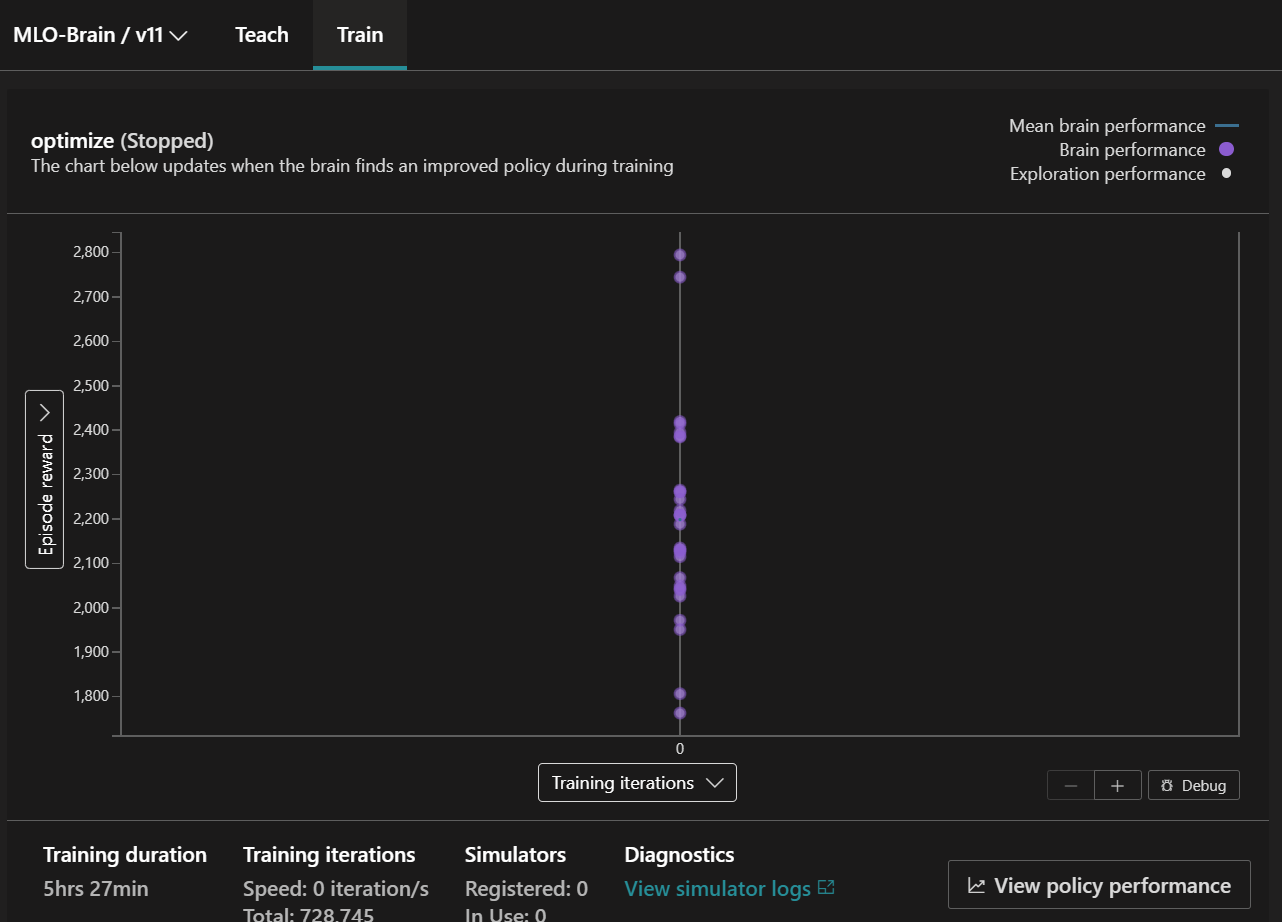 MLO-Brain / v11
Teach
Train
optimize (Stopped)
The chart below updates when the brain finds an improved policy during training
Mean brain performance
Brain performance
Exploration performance
2,800
2,700
2,600
2,500
2,400
2,300
2,200
2,100
2,000
1,900
1,800
Episode reward
0
Training iterations
Debug
Training duration
5hrs 27min
Training iterations
Speed: 0 iteration/s
Total: 728,745
Simulators
Registered: 0
In Use: 0
Diagnostics
View simulator logs
View policy performance